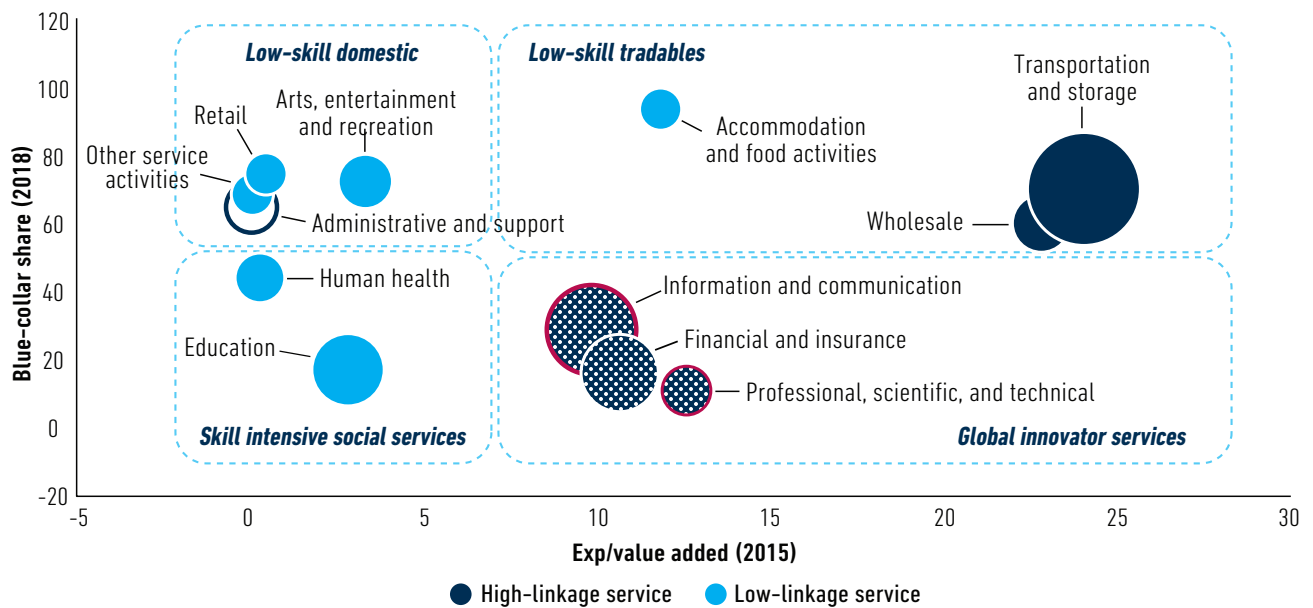 120
100
80
60
40
20
0
-20
Blue-collar share (2018)
Low-skill domestic
Low-skill tradables
Retail
Arts, entertainment
and recreation
Other service
activities
Administrative and support
Accommodation
and food activities
Transportation
and storage
Wholesale
Human health
Education
Information and communication
Financial and insurance
Professional, scientific, and technical
Skill intensive social services
Global innovator services
-5
0
5
10
15
20
25
30
Exp/value added (2015)
High-linkage service
Low-linkage service